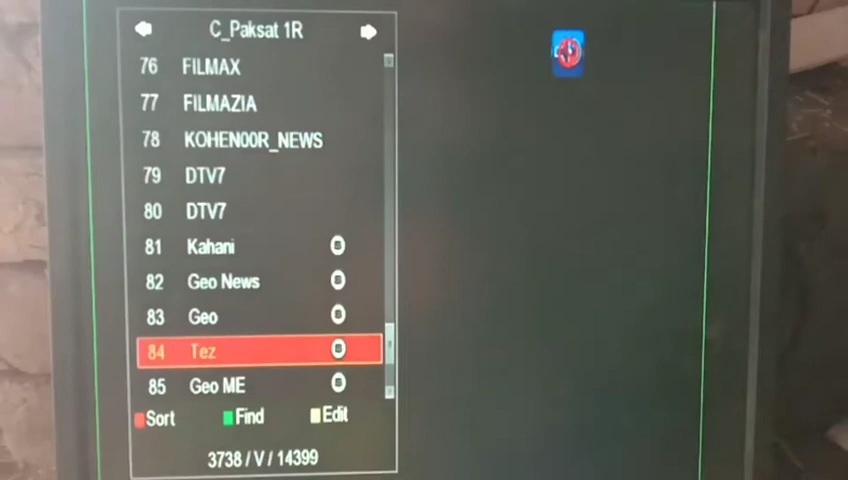 C_Paksat 1R
76 FILMAX
77 FILMAZIA
78 KOHEN00R_NEWS
79 DTV7
80 DTV7
81 Kahani
82 Geo News
83 Geo
84 Tez
85 Geo ME
Sort Find Edit
3738 / V / 14399